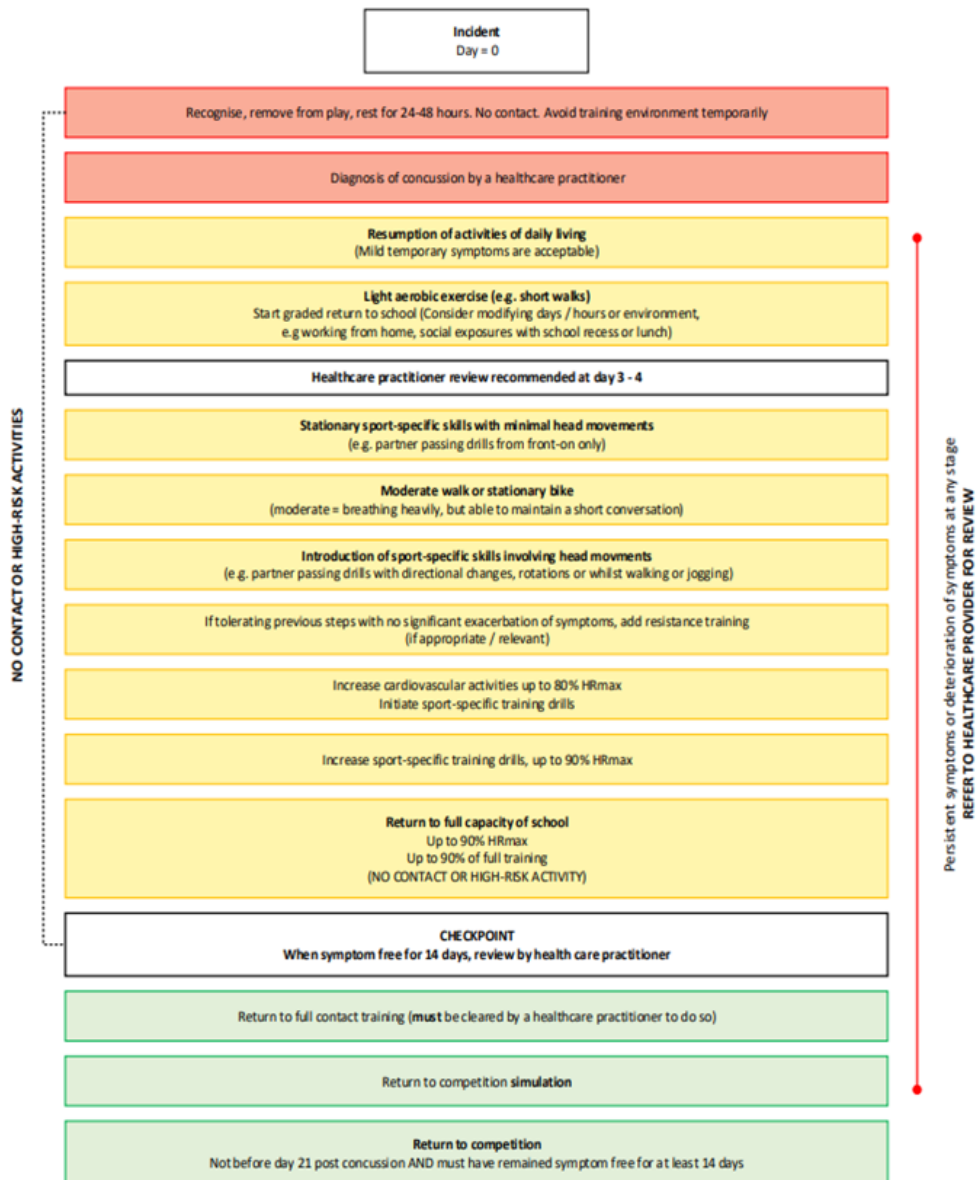 Incident
Day = 0
Recognise, remove from play, rest for 24-48 hours. No contact. Avoid training environment temporarily
Diagnosis of concussion by a healthcare practitioner
Resumption of activities of daily living
(Mild temporary symptoms are acceptable)
Light aerobic exercise (e.g. short walks)
Start graded return to school (Consider modifying days / hours or environment,
e.g working from home, social exposures with school recess or lunch)
Healthcare practitioner review recommended at day 3 - 4
Stationary sport-specific skills with minimal head movements
(e.g. partner passing drills from front-on only)
Moderate walk or stationary bike
(moderate = breathing heavily, but able to maintain a short conversation)
Introduction of sport-specific skills involving head movments
(e.g. partner passing drills with directional changes, rotations or whilst walking or jogging)
If tolerating previous steps with no significant exacerbation of symptoms, add resistance training
(if appropriate / relevant)
Increase cardiovascular activities up to 80% HRmax
Initiate sport-specific training drills
Increase sport-specific training drills, up to 90% HRmax
Return to full capacity of school
Up to 90% HRmax
Up to 90% of full training
(NO CONTACT OR HIGH-RISK ACTIVITY)
CHECKPOINT
When symptom free for 14 days, review by health care practitioner
Return to full contact training (must be cleared by a healthcare practitioner to do so)
Return to competition simulation
Return to competition
Not before day 21 post concussion AND must have remained symptom free for at least 14 days
NO CONTACT OR HIGH-RISK ACTIVITIES
Persistent symptoms or deterioration of symptoms at any stage
REFER TO HEALTHCARE PROVIDER FOR REVIEW